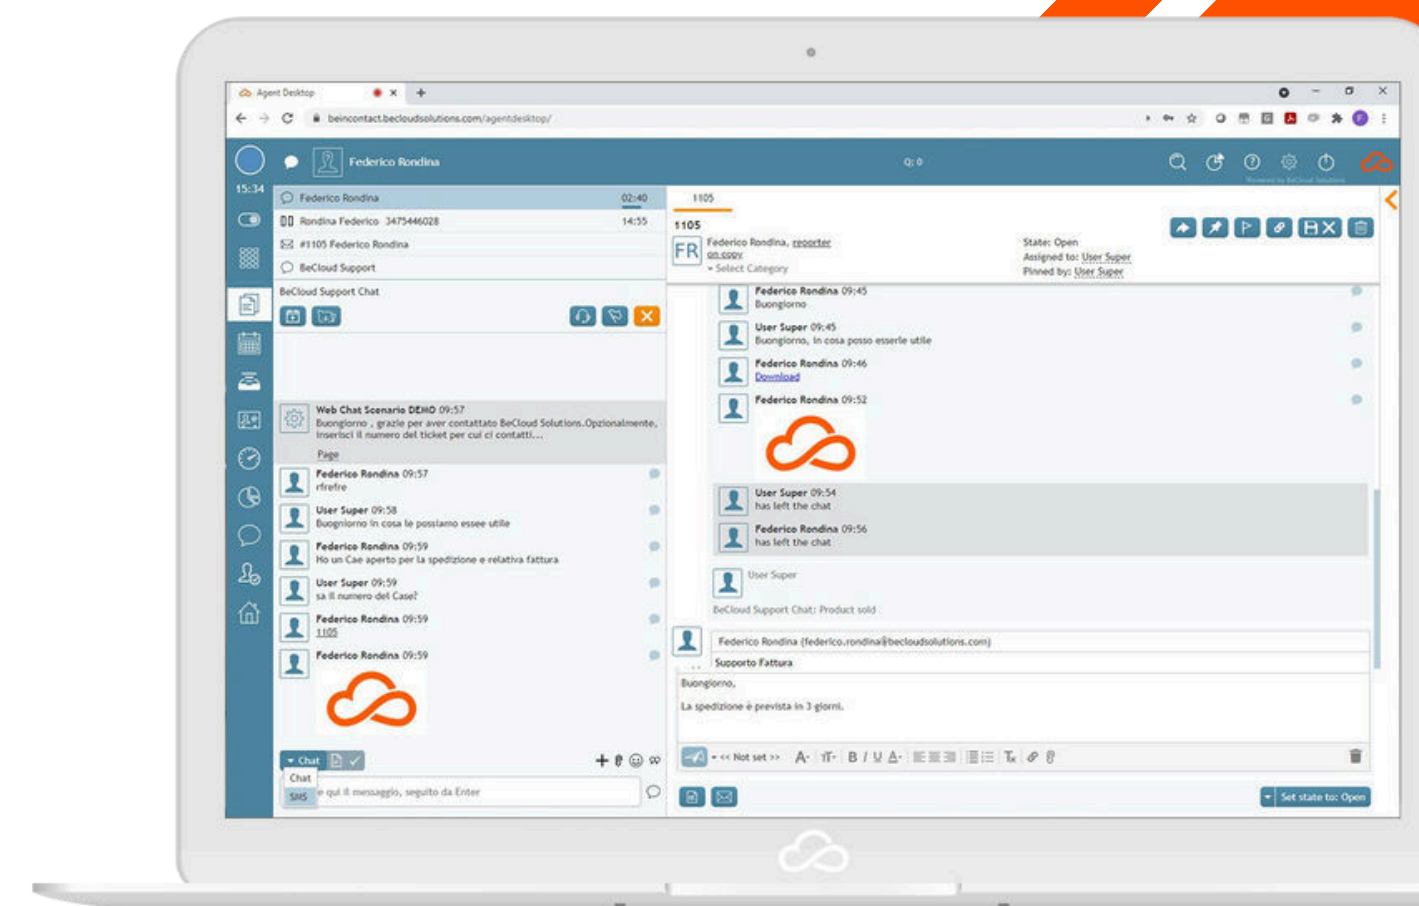 Agent Desktop
beincontact.becloudsolutions.com/agentdesktop/
Federico Rondina
Q: 0
15:34
Federico Rondina 02:40
Rondina Federico 3475446028 14:55
#1105 Federico Rondina
BeCloud Support
BeCloud Support Chat
Web Chat Scenario DEMO 09:57
Buongiorno , grazie per aver contattato BeCloud Solutions.Opzionalmente,
inserisci il numero del ticket per cui ci contatti...
Page
Federico Rondina 09:57
rfrefre
User Super 09:58
Buogniorno in cosa le possiamo essee utile
Federico Rondina 09:59
Ho un Cae aperto per la spedizione e relativa fattura
User Super 09:59
sa il numero del Case?
Federico Rondina 09:59
1105
Federico Rondina 09:59
Chat
Chat
SMS
e qui il messaggio, seguito da Enter
1105
1105
FR
Federico Rondina, reporter
on copy
Select Category
State: Open
Assigned to: User Super
Pinned by: User Super
Federico Rondina 09:45
Buongiorno
User Super 09:45
Buongiorno, in cosa posso esserle utile
Federico Rondina 09:46
Download
Federico Rondina 09:52
User Super 09:54
has left the chat
Federico Rondina 09:56
has left the chat
User Super
BeCloud Support Chat: Product sold
Federico Rondina (federico.rondina@becloudsolutions.com)
Supporto Fattura
Buongiorno,
La spedizione è prevista in 3 giorni.
<< Not set >>
Set state to: Open